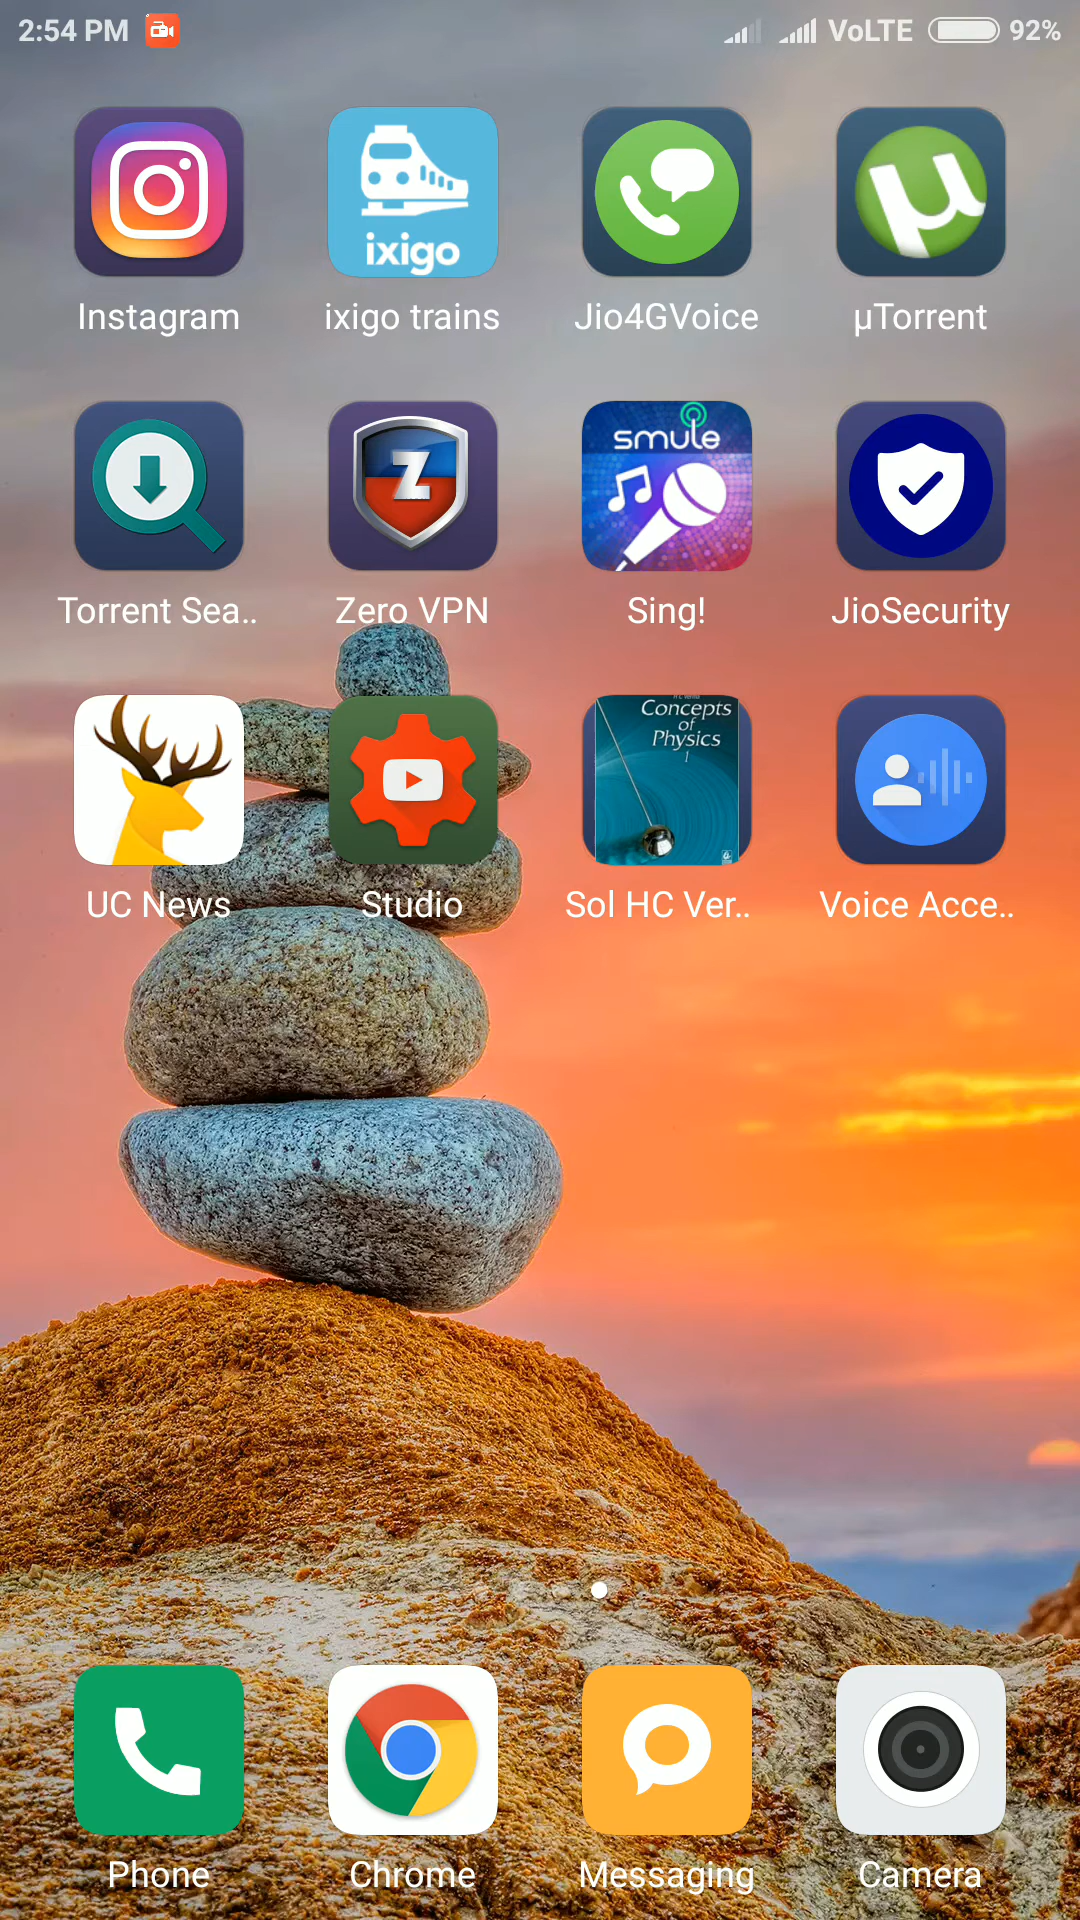 2:54 PM VoLTE 92%
ixigo
Instagram ixigo trains Jio4GVoice µTorrent
smule
Z
Torrent Sea.. Zero VPN Sing! JioSecurity
Concepts
of
Physics
1
UC News Studio Sol HC Ver.. Voice Acce..
Phone Chrome Messaging Camera